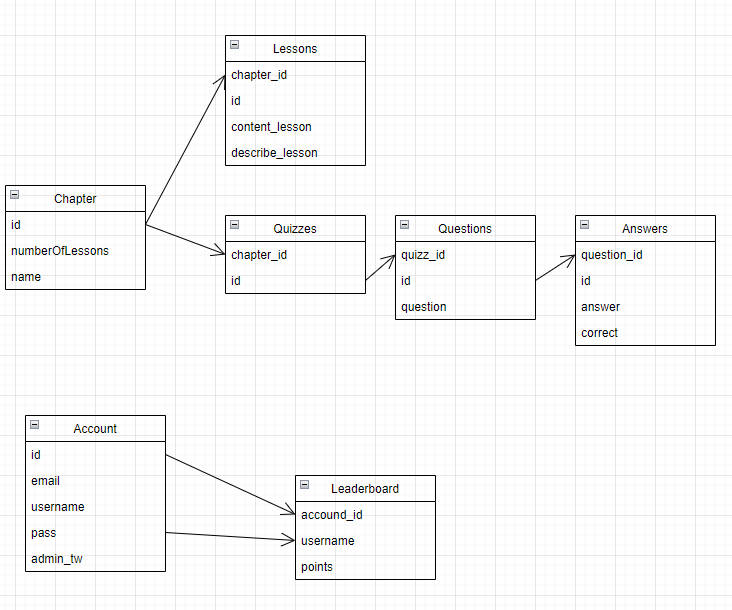 Lessons
chapter_id
id
content_lesson
describe_lesson
Chapter
id
numberOfLessons
name
Quizzes
chapter_id
id
Questions
quizz_id
id
question
Answers
question_id
id
answer
correct
Account
id
email
username
pass
admin_tw
Leaderboard
accound_id
username
points